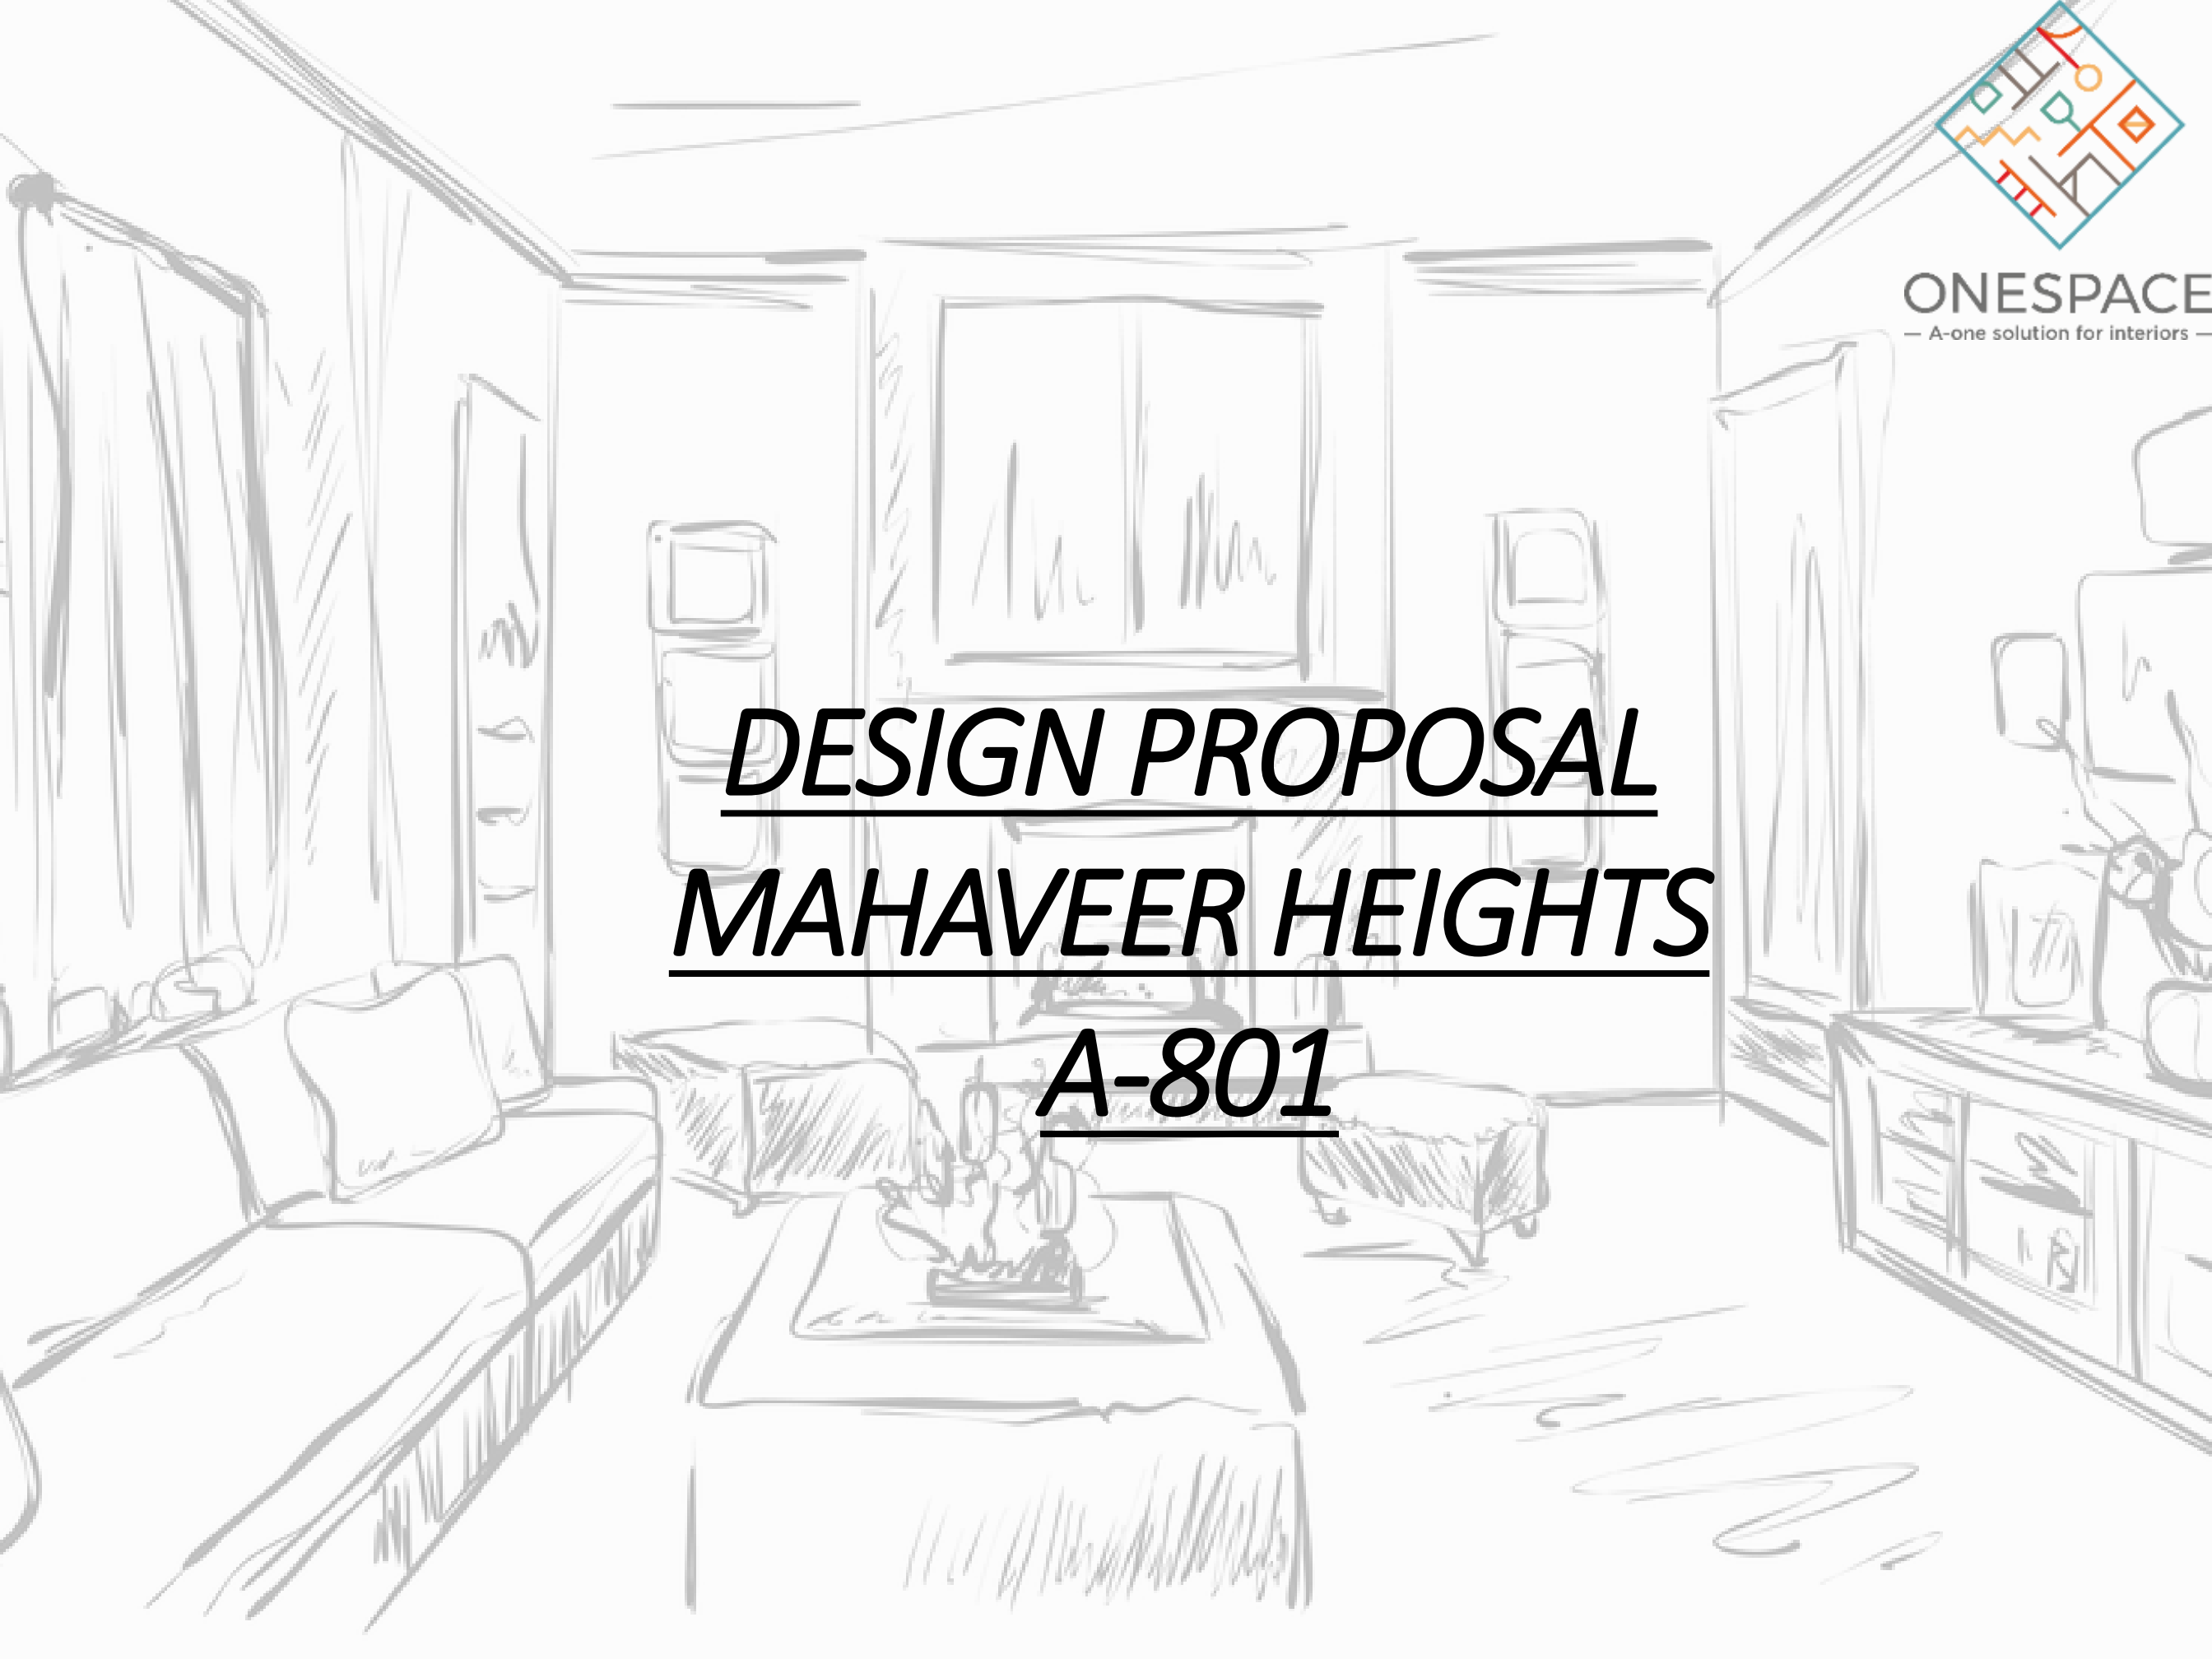 ONESPACE
— A-one solution for interiors —
DESIGN PROPOSAL
MAHAVEER HEIGHTS
A-801